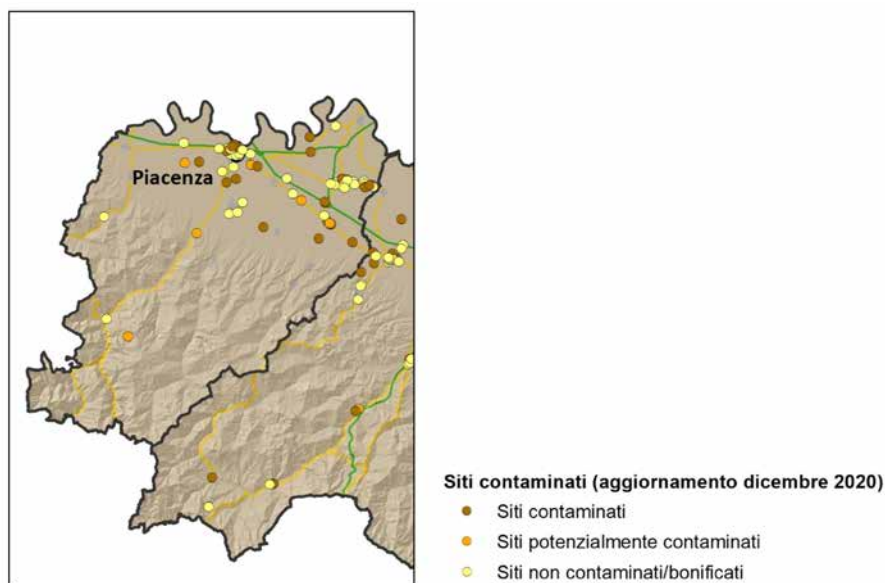 Piacenza
Siti contaminati (aggiornamento dicembre 2020)
Siti contaminati
Siti potenzialmente contaminati
Siti non contaminati/bonificati